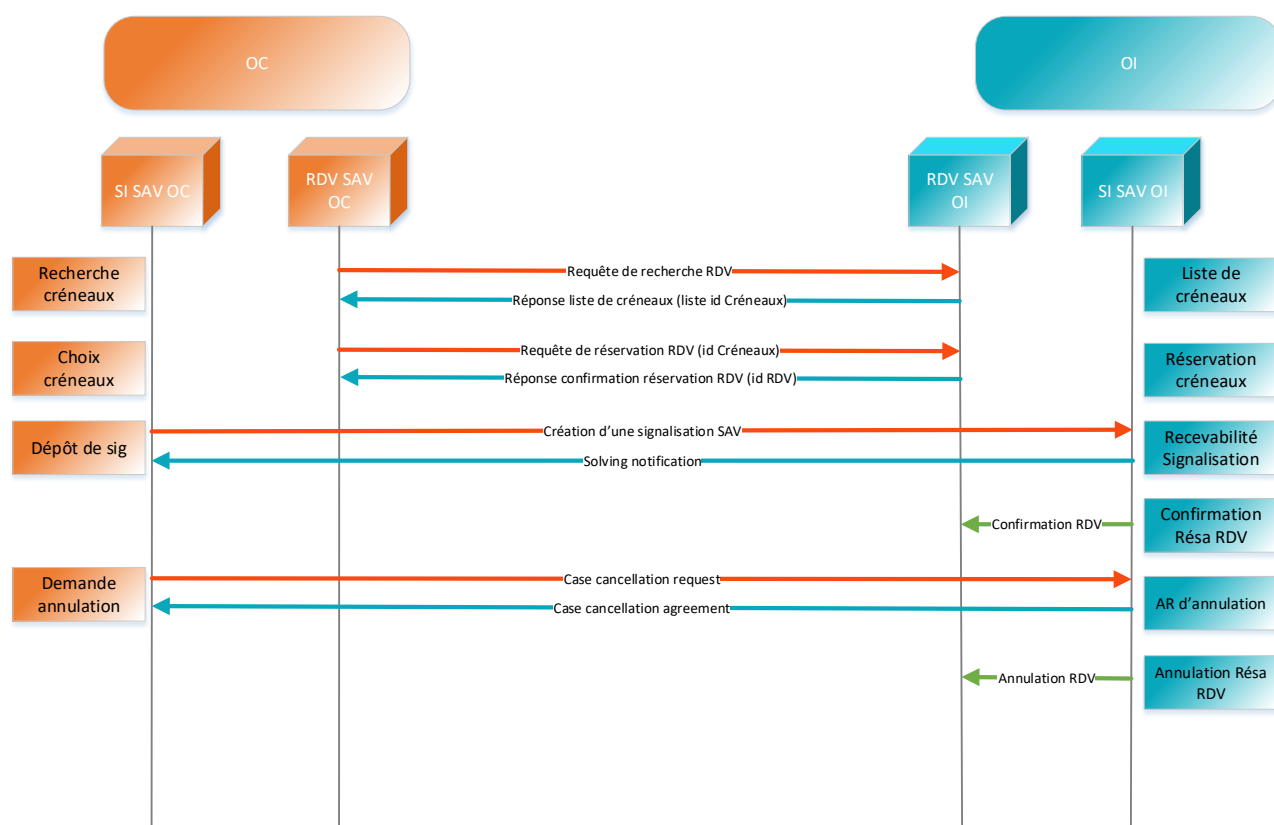 OC
OI
SI SAV OC
RDV SAV
OC
RDV SAV
OI
SI SAV OI
Recherche
créneaux
Requête de recherche RDV
Réponse liste de créneaux (liste id Créneaux)
Liste de
créneaux
Choix
créneaux
Requête de réservation RDV (id Créneaux)
Réponse confirmation réservation RDV (id RDV)
Réservation
créneaux
Dépôt de sig
Création d’une signalisation SAV
Solving notification
Recevabilité
Signalisation
Confirmation RDV
Confirmation
Résa RDV
Demande
annulation
Case cancellation request
Case cancellation agreement
AR d’annulation
Annulation RDV
Annulation Résa
RDV